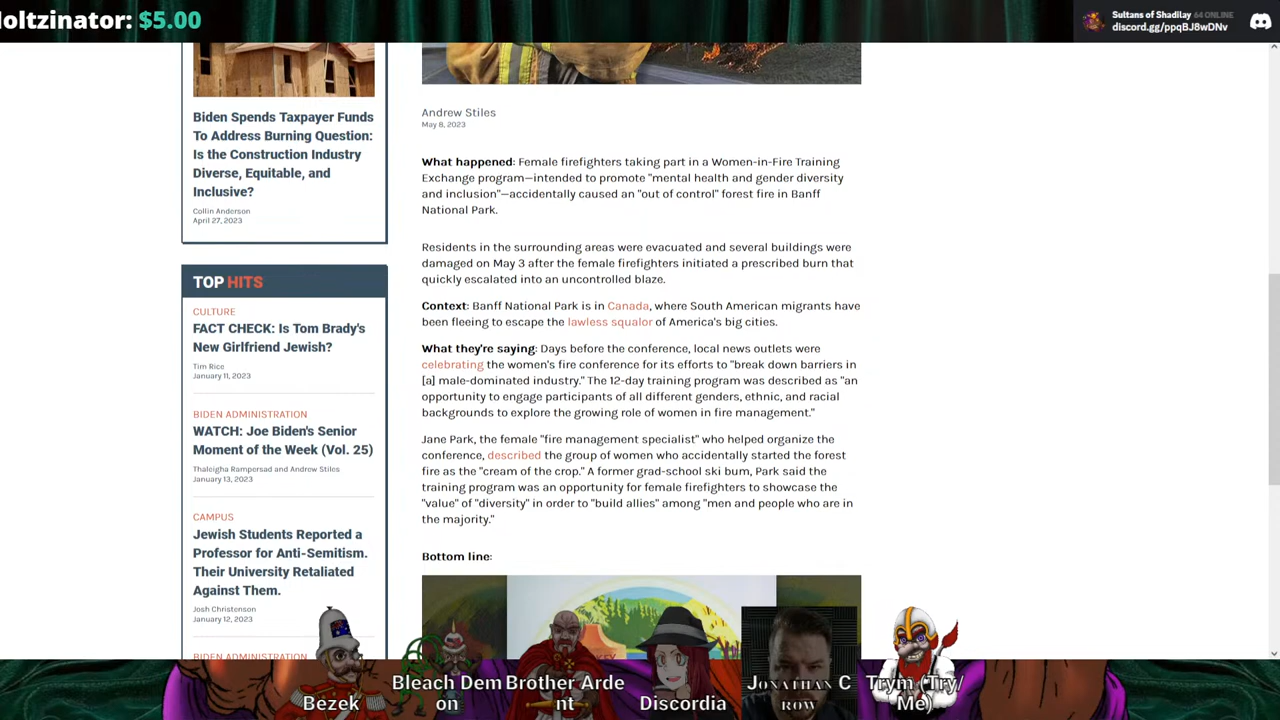 oltzinator: $5.00
Sultans of Shadilay 64 ONLINE
discord.gg/ppqBJ8wDNv
Biden Spends Taxpayer Funds
To Address Burning Question:
Is the Construction Industry
Diverse, Equitable, and
Inclusive?
Collin Anderson
April 27, 2023
TOP HITS
CULTURE
FACT CHECK: Is Tom Brady's
New Girlfriend Jewish?
Tim Rice
January 11, 2023
BIDEN ADMINISTRATION
WATCH: Joe Biden's Senior
Moment of the Week (Vol. 25)
Thaleigha Rampersad and Andrew Stiles
January 13, 2023
CAMPUS
Jewish Students Reported a
Professor for Anti-Semitism.
Their University Retaliated
Against Them.
Josh Christenson
January 12, 2023
BIDEN ADMINISTRATION
Andrew Stiles
May 8, 2023
What happened: Female firefighters taking part in a Women-in-Fire Training
Exchange program—intended to promote "mental health and gender diversity
and inclusion"—accidentally caused an "out of control" forest fire in Banff
National Park.
Residents in the surrounding areas were evacuated and several buildings were
damaged on May 3 after the female firefighters initiated a prescribed burn that
quickly escalated into an uncontrolled blaze.
Context: Banff National Park is in Canada, where South American migrants have
been fleeing to escape the lawless squalor of America's big cities.
What they're saying: Days before the conference, local news outlets were
celebrating the women's fire conference for its efforts to "break down barriers in
[a] male-dominated industry." The 12-day training program was described as "an
opportunity to engage participants of all different genders, ethnic, and racial
backgrounds to explore the growing role of women in fire management."
Jane Park, the female "fire management specialist" who helped organize the
conference, described the group of women who accidentally started the forest
fire as the "cream of the crop." A former grad-school ski bum, Park said the
training program was an opportunity for female firefighters to showcase the
"value" of "diversity" in order to "build allies" among "men and people who are in
the majority."
Bottom line:
Bezek
Bleach Dem
on
Brother Arde
nt
Discordia
Jonathan C
row
Trym (Try/
Me)